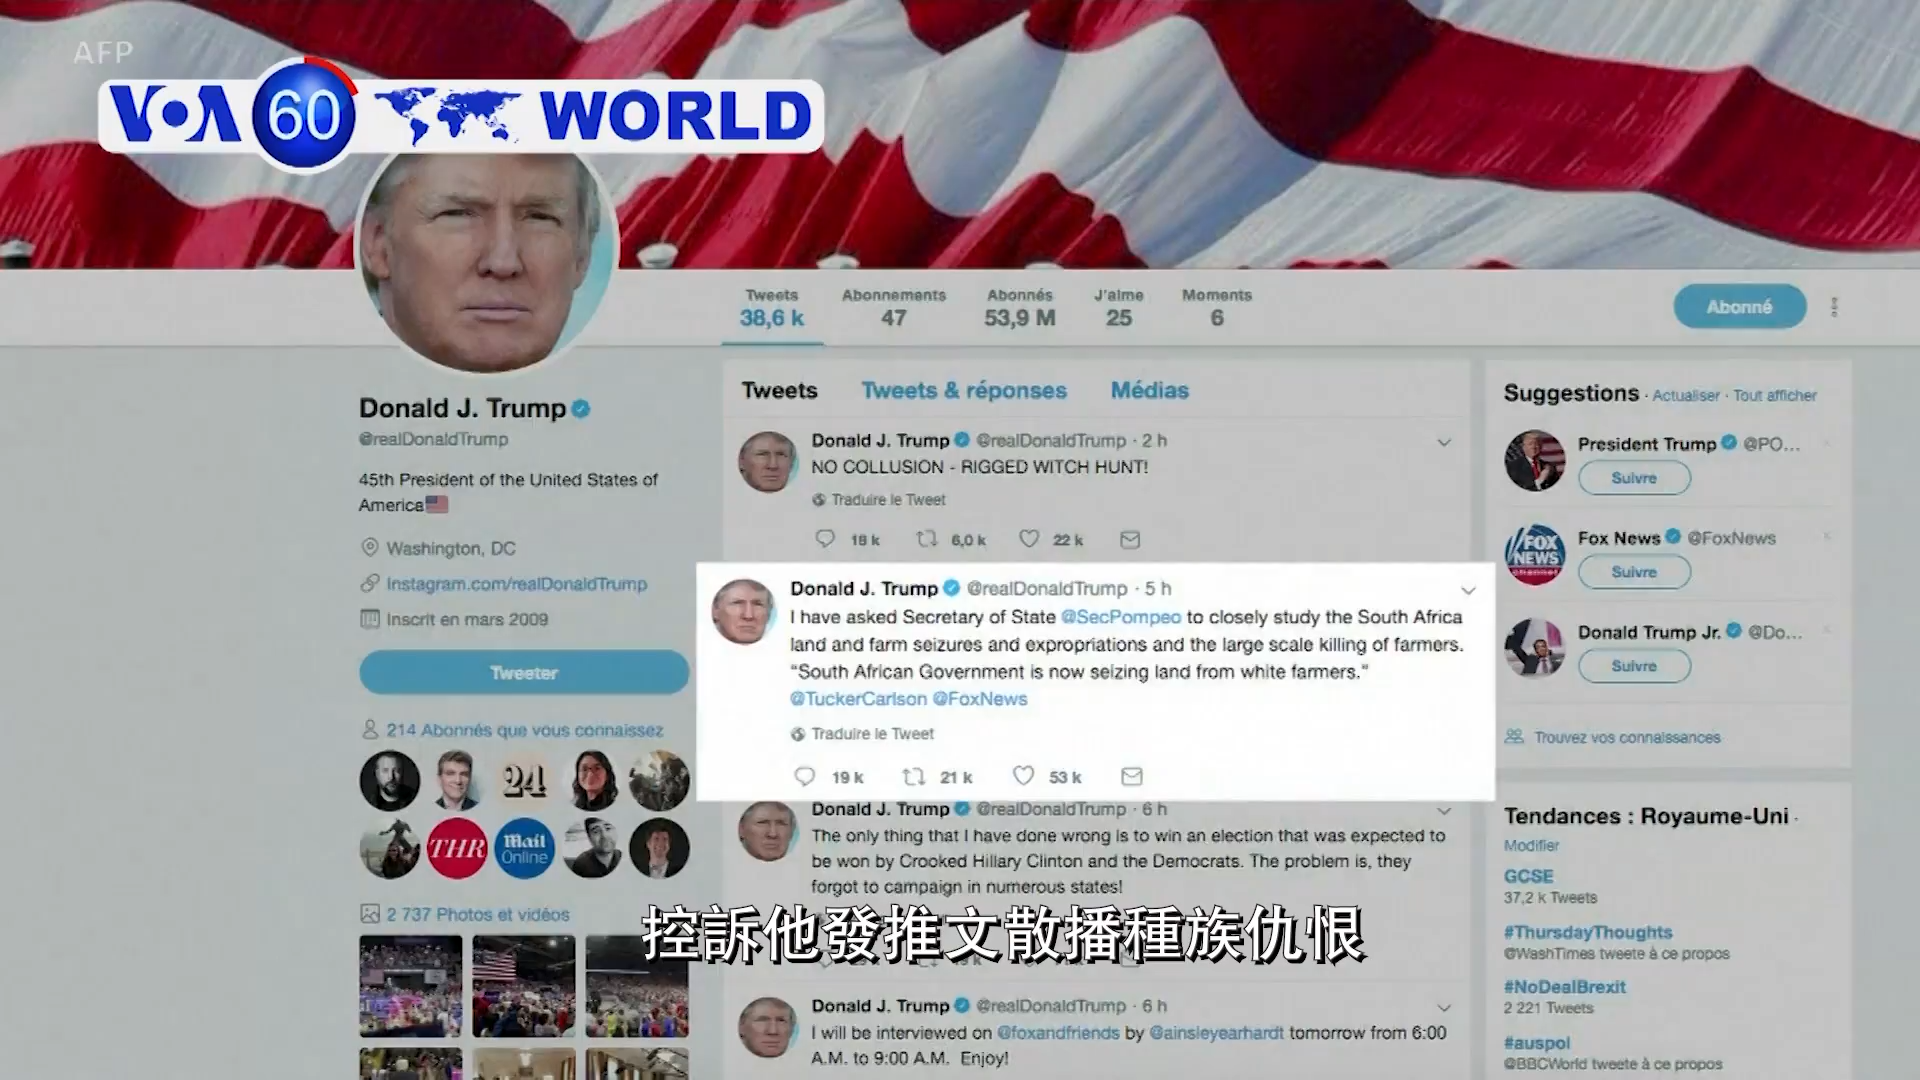 AFP
VOA 60 WORLD
Tweets
38,6 k
Abonnements
47
Abonnés
53,9 M
J'aime
25
Moments
6
Abonné
Donald J. Trump
@realDonaldTrump
45th President of the United States of
America
Washington, DC
Instagram.com/realDonaldTrump
Inscrit en mars 2009
Tweeter
214 Abonnés que vous connaissez
24
THR
Mail
Online
2 737 Photos et vidéos
Tweets Tweets & réponses Médias
Donald J. Trump @realDonaldTrump · 2 h
NO COLLUSION - RIGGED WITCH HUNT!
Traduire le Tweet
18 k 6,0 k 22 k
Donald J. Trump @realDonaldTrump · 5 h
I have asked Secretary of State @SecPompeo to closely study the South Africa
land and farm seizures and expropriations and the large scale killing of farmers.
“South African Government is now seizing land from white farmers.”
@TuckerCarlson @FoxNews
Traduire le Tweet
19 k 21 k 53 k
Donald J. Trump @realDonaldTrump · 6 h
The only thing that I have done wrong is to win an election that was expected to
be won by Crooked Hillary Clinton and the Democrats. The problem is, they
forgot to campaign in numerous states!
控訴他發推文散播種族仇恨
Donald J. Trump @realDonaldTrump · 6 h
I will be interviewed on @foxandfriends by @ainsleyearhardt tomorrow from 6:00
A.M. to 9:00 A.M. Enjoy!
Suggestions · Actualiser · Tout afficher
President Trump @PO...
Suivre
FOX
NEWS
channel
Fox News @FoxNews
Suivre
Donald Trump Jr. @Do...
Suivre
Trouvez vos connaissances
Tendances : Royaume-Uni ·
Modifier
GCSE
37,2 k Tweets
#ThursdayThoughts
@WashTimes tweete à ce propos
#NoDealBrexit
2 221 Tweets
#auspol
@BBCWorld tweete à ce propos